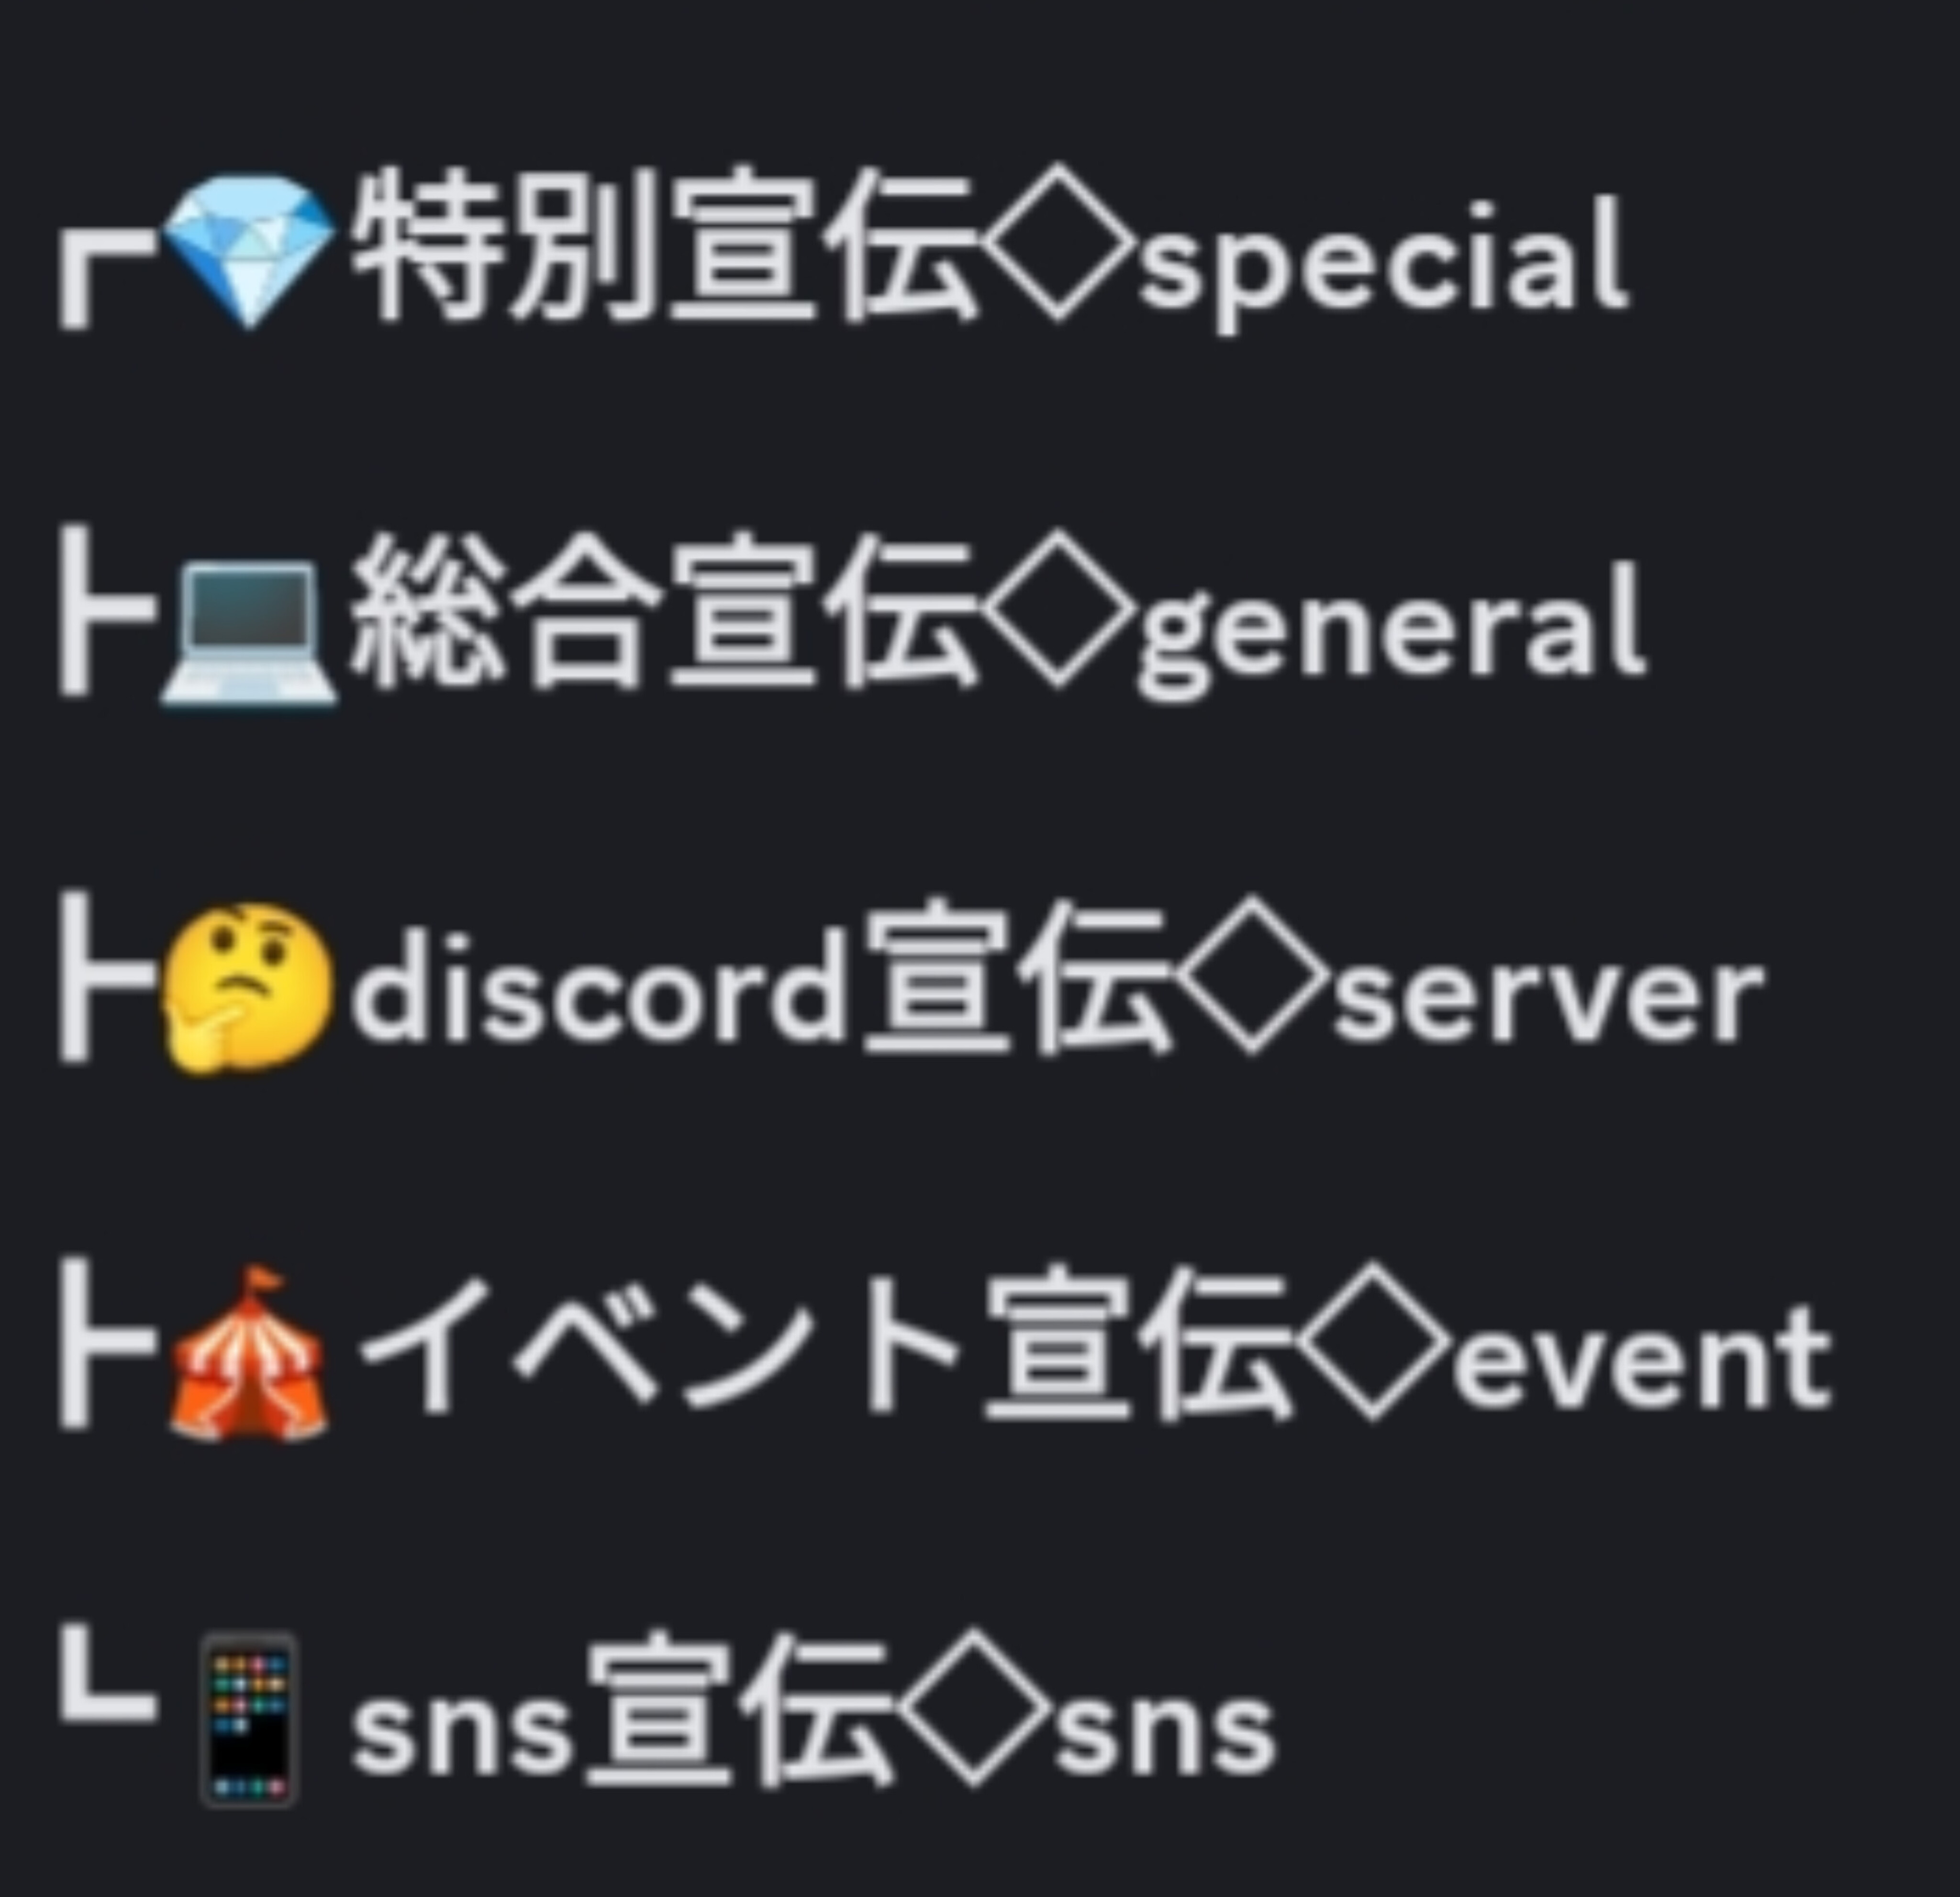 ┏💎特別宣伝◇special
┣💻総合宣伝◇general
┣🤔discord宣伝◇server
┣🎪イベント宣伝◇event
┗📱sns宣伝◇sns